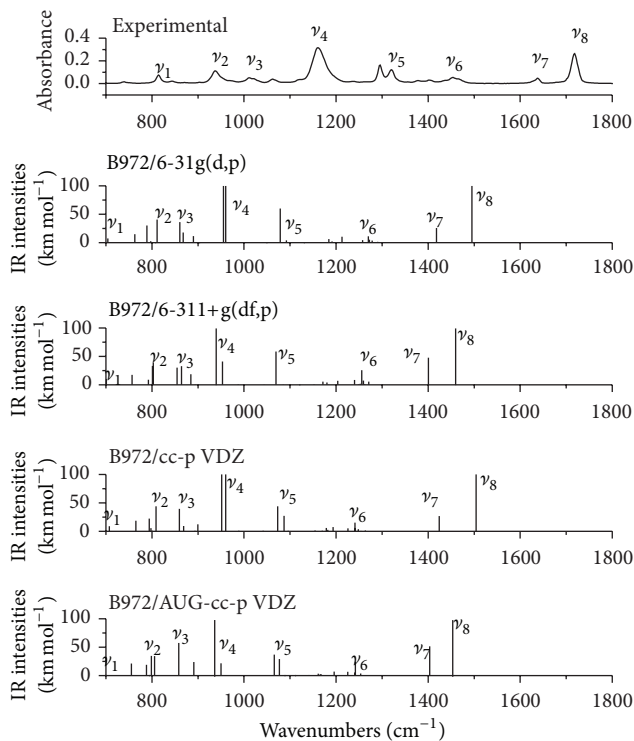 Experimental
Absorbance
0.4
0.2
0.0
ν1 ν2 ν3 ν4 ν5 ν6 ν7 ν8
800 1000 1200 1400 1600 1800
B972/6-31g(d,p)
IR intensities
(km mol−1)
100
50
0
ν1 ν2 ν3 ν4 ν5 ν6 ν7 ν8
800 1000 1200 1400 1600 1800
B972/6-311+g(df,p)
IR intensities
(km mol−1)
100
50
0
ν1 ν2 ν3 ν4 ν5 ν6 ν7 ν8
800 1000 1200 1400 1600 1800
B972/cc-p VDZ
IR intensities
(km mol−1)
100
50
0
ν1 ν2 ν3 ν4 ν5 ν6 ν7 ν8
800 1000 1200 1400 1600 1800
B972/AUG-cc-p VDZ
IR intensities
(km mol−1)
100
50
0
ν1 ν2 ν3 ν4 ν5 ν6 ν7 ν8
800 1000 1200 1400 1600 1800
Wavenumbers (cm−1)